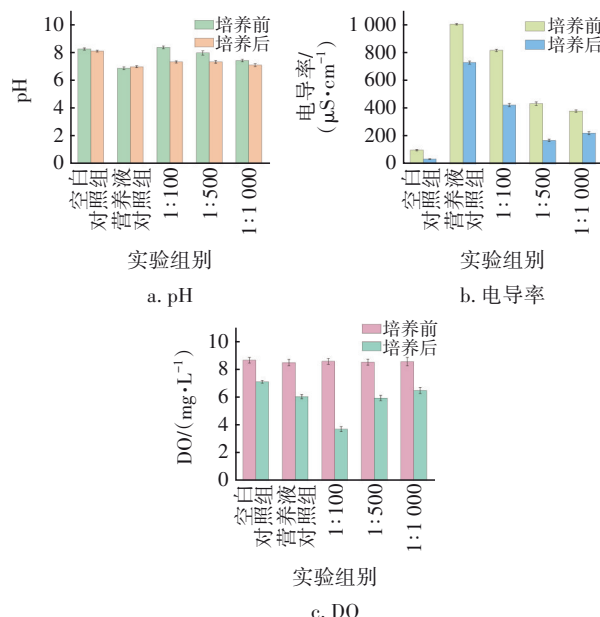 10
8
6
4
2
0
pH
培养前
培养后
空白
对照组
营养液
对照组
1:100
1:500
1:1 000
实验组别
a. pH
1 000
800
600
400
200
0
电导率/
(μS·cm⁻¹)
培养前
培养后
空白
对照组
营养液
对照组
1:100
1:500
1:1 000
实验组别
b. 电导率
10
8
6
4
2
0
DO/(mg·L⁻¹)
培养前
培养后
空白
对照组
营养液
对照组
1:100
1:500
1:1 000
实验组别
c. DO